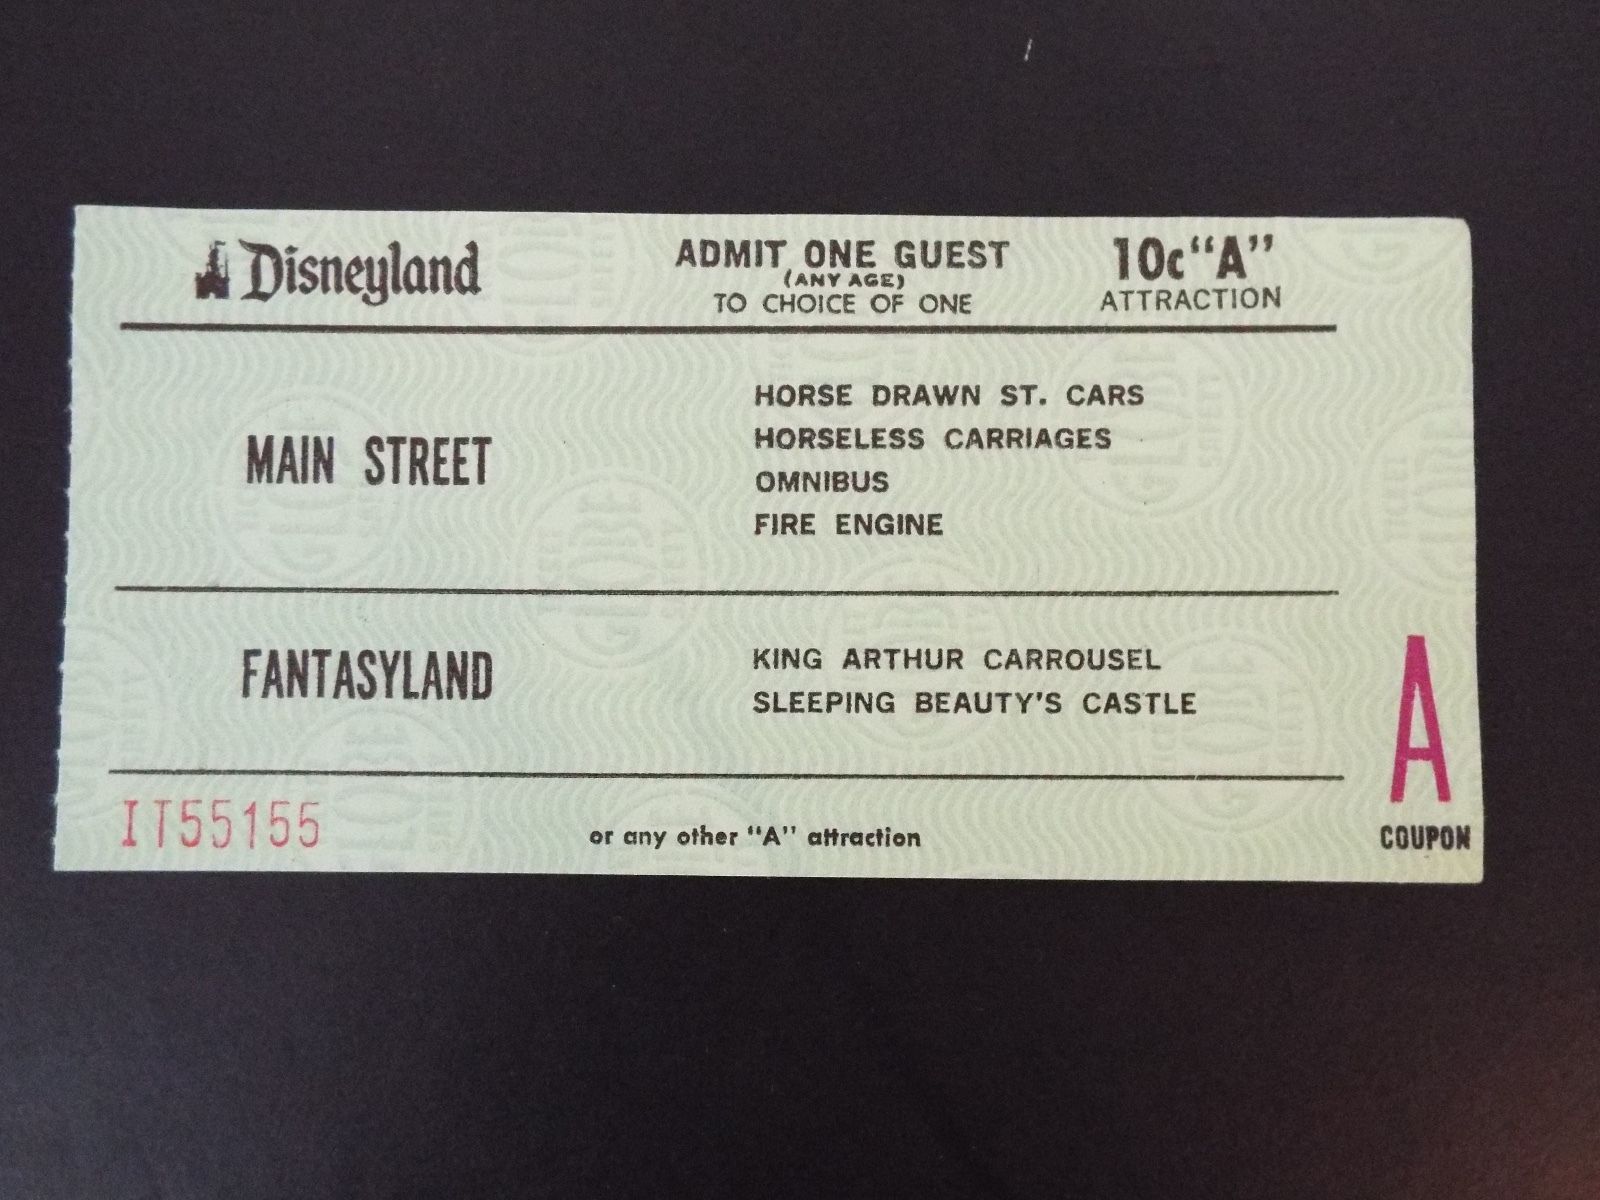 Disneyland
ADMIT ONE GUEST
(ANY AGE)
TO CHOICE OF ONE
10c "A"
ATTRACTION
MAIN STREET
HORSE DRAWN ST. CARS
HORSELESS CARRIAGES
OMNIBUS
FIRE ENGINE
FANTASYLAND
KING ARTHUR CARROUSEL
SLEEPING BEAUTY'S CASTLE
IT55155
or any other "A" attraction
A
COUPON